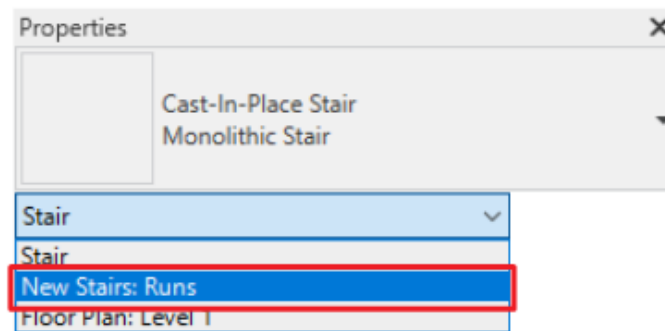 Properties
Cast-In-Place Stair
Monolithic Stair
Stair
Stair
New Stairs: Runs
Floor Plan: Level 1